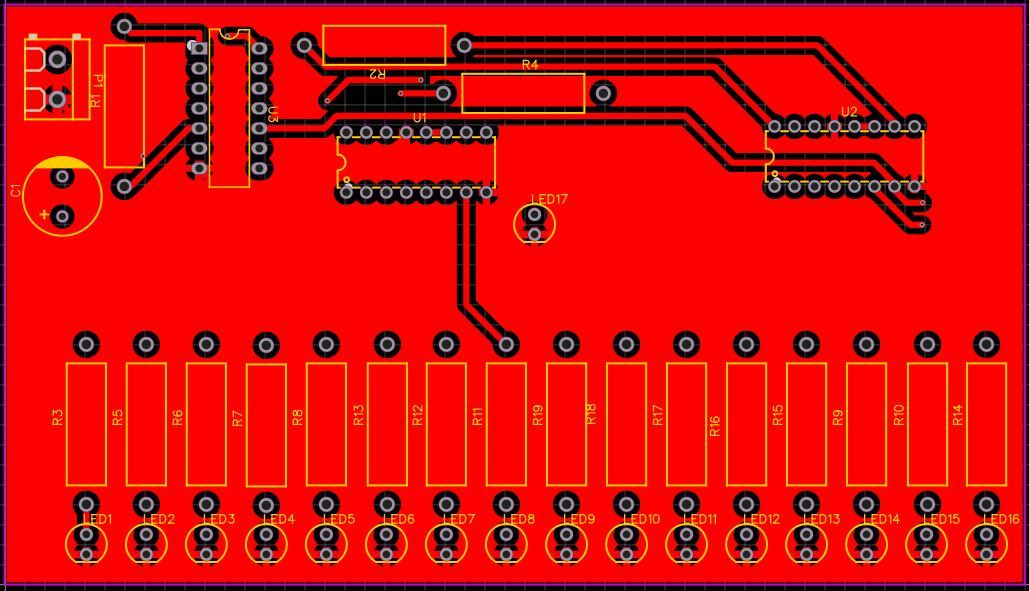 P1
R1
U3
R2
R4
U1
U2
C1
+
LED17
R3
R5
R6
R7
R8
R13
R12
R11
R19
R18
R17
R16
R15
R9
R10
R14
LED1
LED2
LED3
LED4
LED5
LED6
LED7
LED8
LED9
LED10
LED11
LED12
LED13
LED14
LED15
LED16